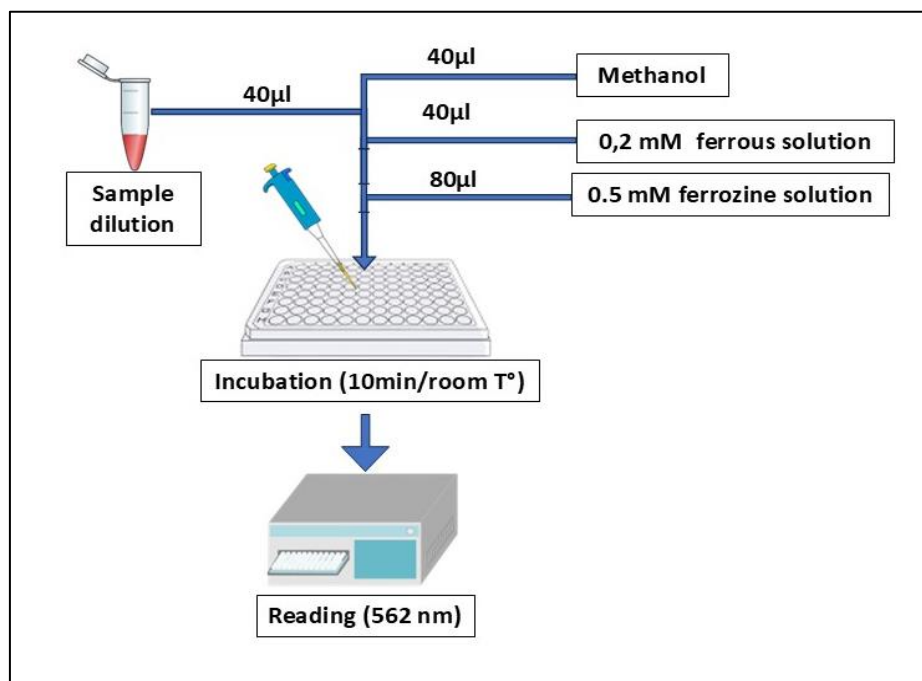 40µl
Methanol
40µl
40µl
0,2 mM ferrous solution
80µl
0.5 mM ferrozine solution
Sample
dilution
Incubation (10min/room T°)
Reading (562 nm)